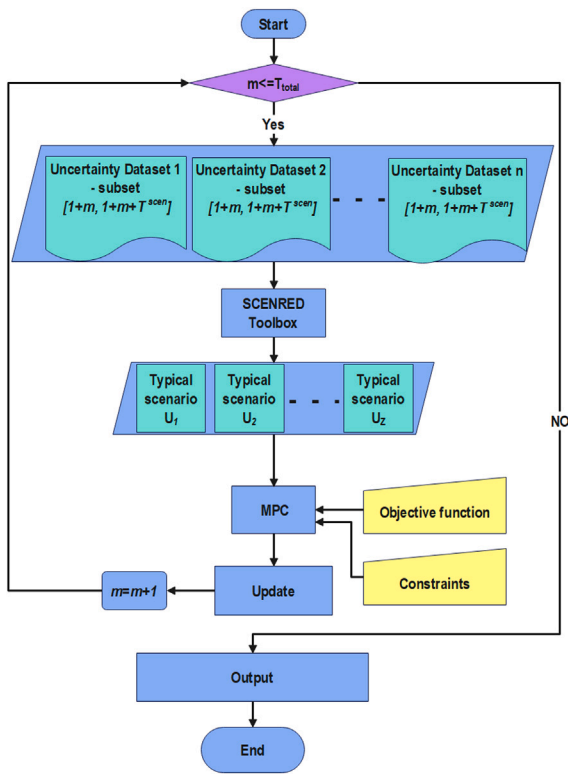 Start
m<=Ttotal
Yes
Uncertainty Dataset 1
- subset
[1+m, 1+m+T scen]
Uncertainty Dataset 2
- subset
[1+m, 1+m+T scen]
- - -
Uncertainty Dataset n
- subset
[1+m, 1+m+T scen]
SCENRED
Toolbox
Typical
scenario
U1
Typical
scenario
U2
- - -
Typical
scenario
UZ
NO
MPC
Objective function
Constraints
m=m+1
Update
Output
End